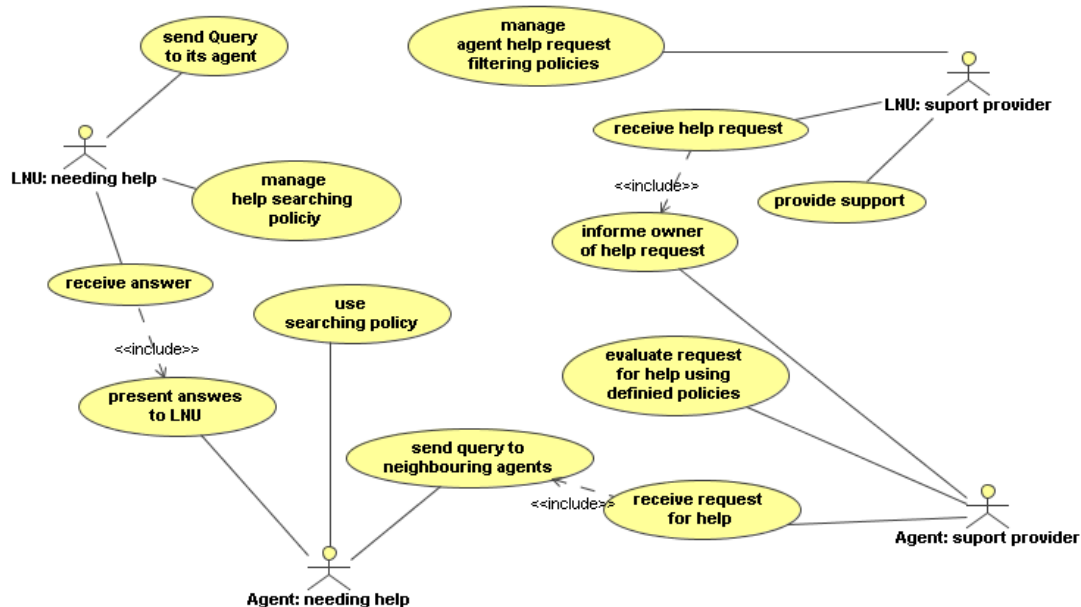 send Query
to its agent
manage
agent help request
filtering policies
LNU: suport provider
receive help request
LNU: needing help
manage
help searching
policiy
<<include>>
provide support
informe owner
of help request
receive answer
use
searching policy
<<include>>
evaluate request
for help using
definied policies
present answes
to LNU
send query to
neighbouring agents
<<include>>
receive request
for help
Agent: suport provider
Agent: needing help